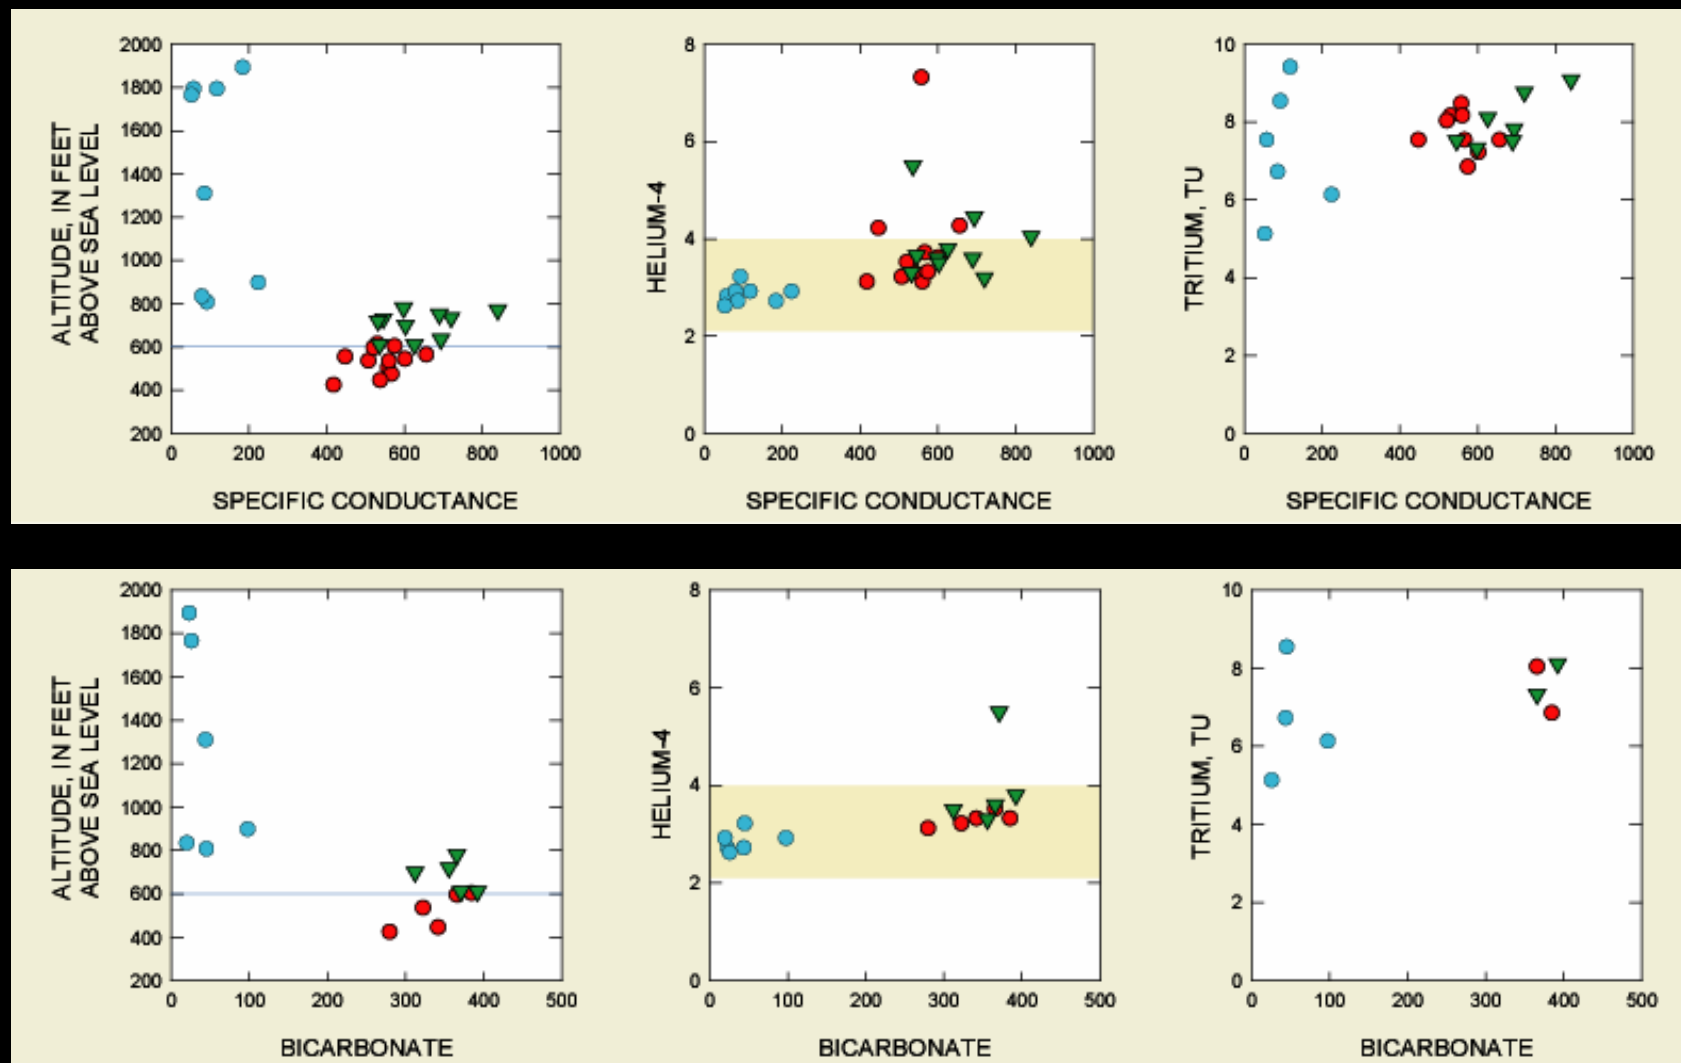 2000
1800
1600
1400
1200
1000
800
600
400
200
ALTITUDE, IN FEET
ABOVE SEA LEVEL
0 200 400 600 800 1000
SPECIFIC CONDUCTANCE
8
6
4
2
0
HELIUM-4
0 200 400 600 800 1000
SPECIFIC CONDUCTANCE
10
8
6
4
2
0
TRITIUM, TU
0 200 400 600 800 1000
SPECIFIC CONDUCTANCE
2000
1800
1600
1400
1200
1000
800
600
400
200
ALTITUDE, IN FEET
ABOVE SEA LEVEL
0 100 200 300 400 500
BICARBONATE
8
6
4
2
0
HELIUM-4
0 100 200 300 400 500
BICARBONATE
10
8
6
4
2
0
TRITIUM, TU
0 100 200 300 400 500
BICARBONATE